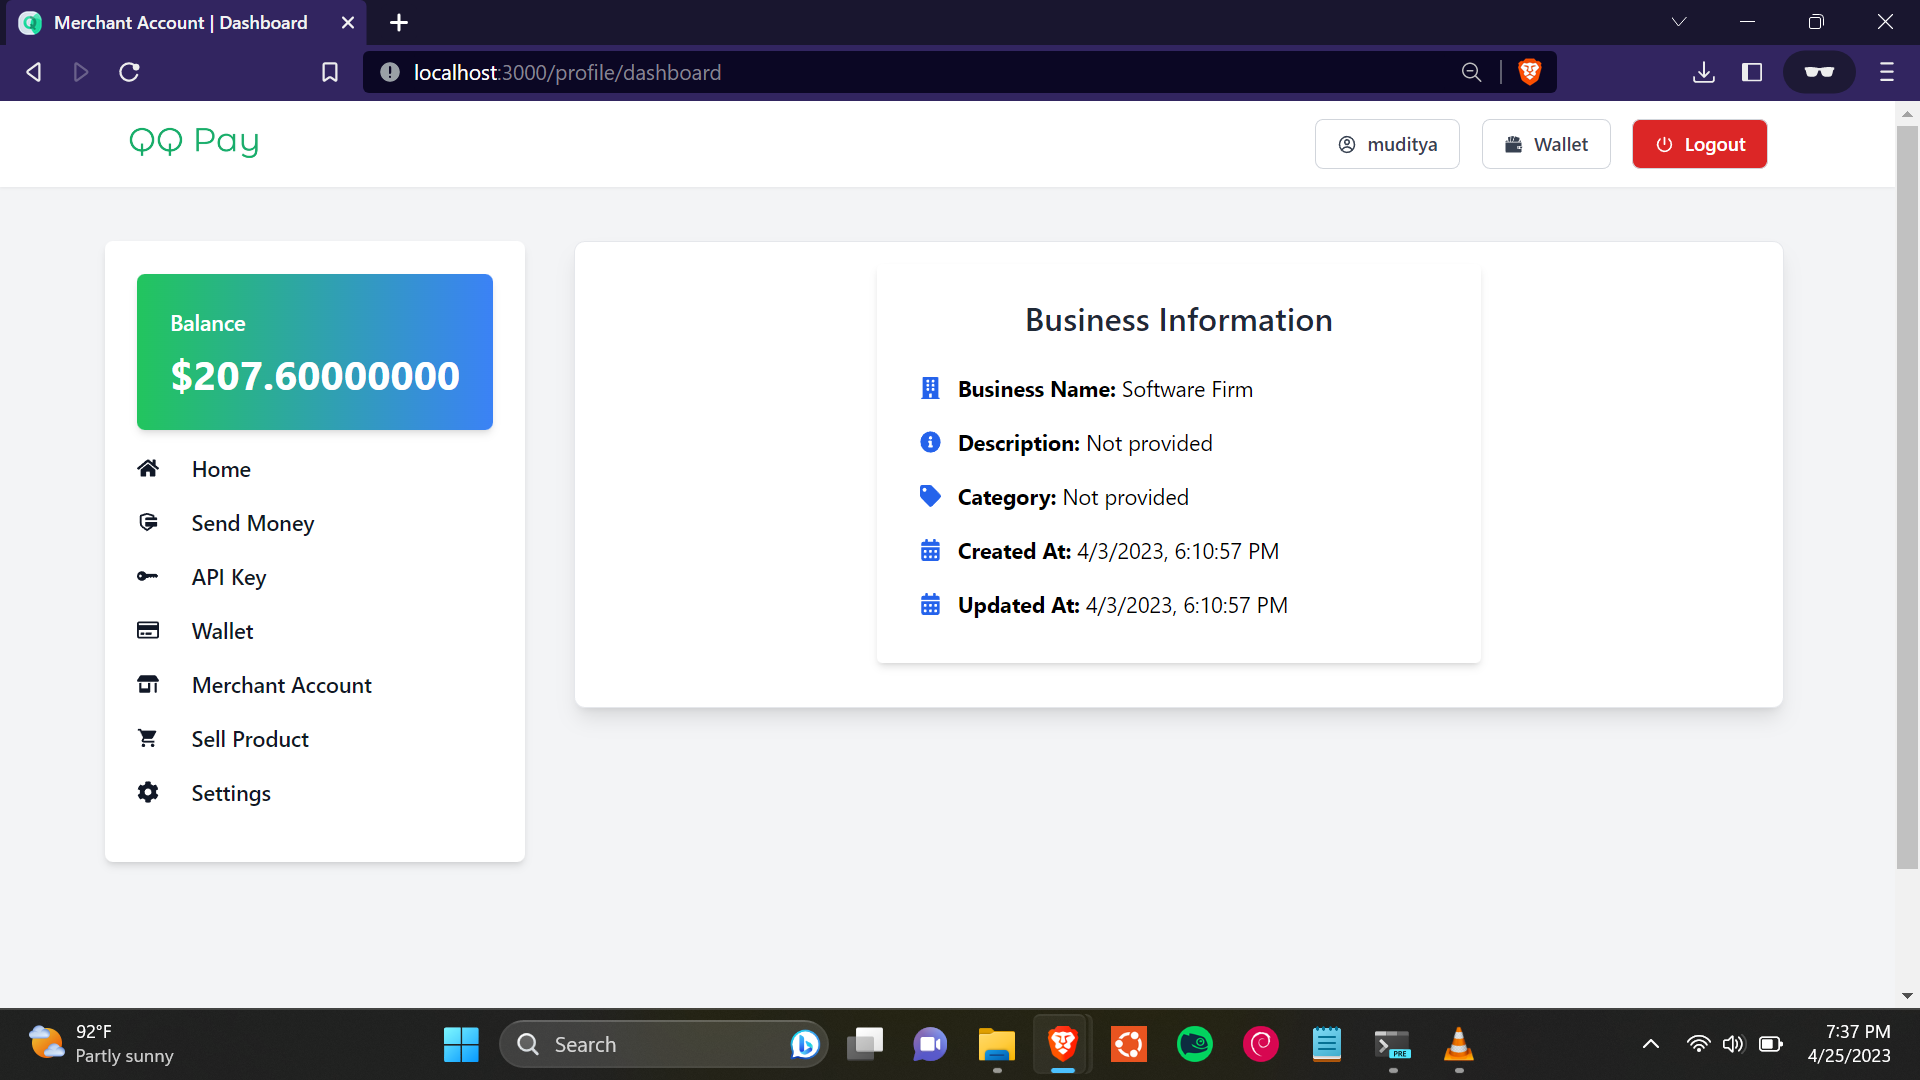 Merchant Account | Dashboard
localhost:3000/profile/dashboard
QQ Pay
muditya
Wallet
Logout
Balance
$207.60000000
Home
Send Money
API Key
Wallet
Merchant Account
Sell Product
Settings
Business Information
Business Name: Software Firm
Description: Not provided
Category: Not provided
Created At: 4/3/2023, 6:10:57 PM
Updated At: 4/3/2023, 6:10:57 PM
92°F
Partly sunny
Search
PRE
7:37 PM
4/25/2023